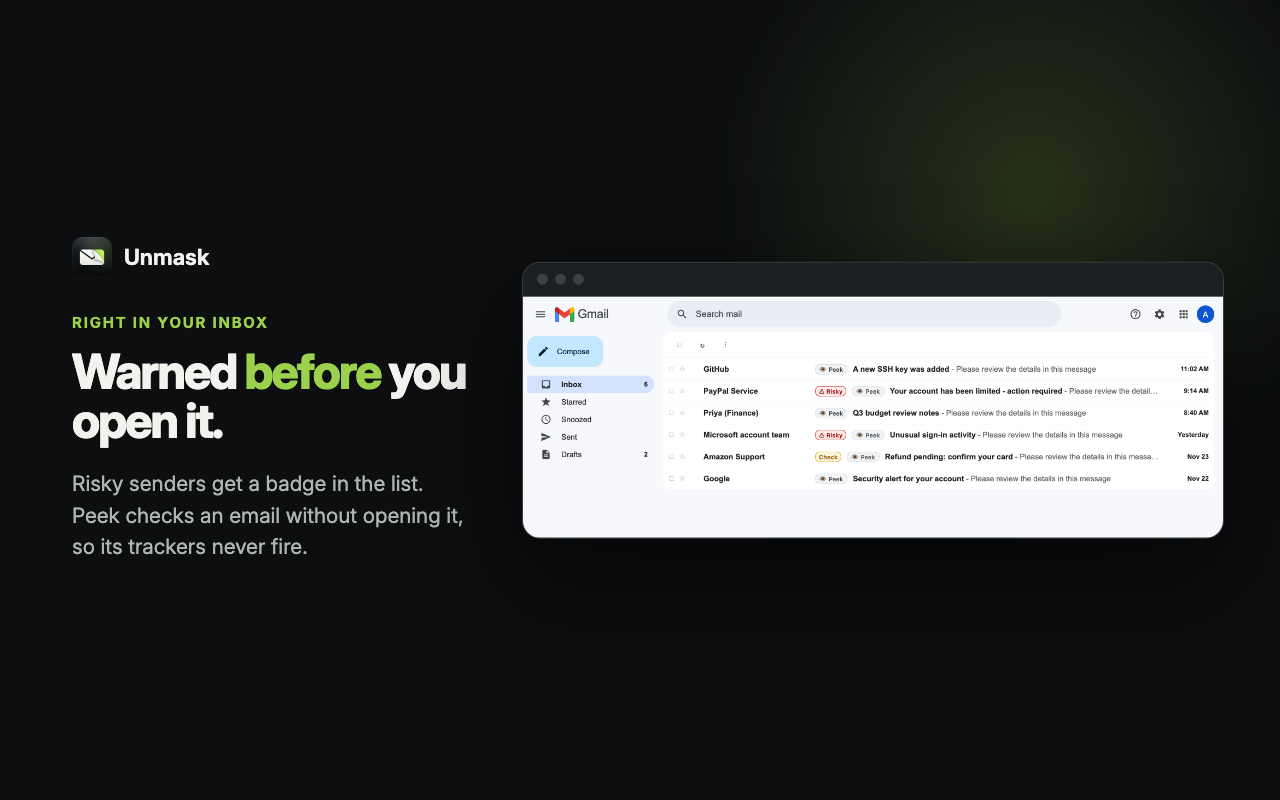 Unmask
RIGHT IN YOUR INBOX
Warned before you
open it.
Risky senders get a badge in the list.
Peek checks an email without opening it,
so its trackers never fire.
Gmail
Search mail
A
Compose
Inbox 6
Starred
Snoozed
Sent
Drafts 2
GitHub Peek A new SSH key was added - Please review the details in this message 11:02 AM
PayPal Service Risky Peek Your account has been limited - action required - Please review the detail… 9:14 AM
Priya (Finance) Peek Q3 budget review notes - Please review the details in this message 8:40 AM
Microsoft account team Risky Peek Unusual sign-in activity - Please review the details in this message Yesterday
Amazon Support Check Peek Refund pending: confirm your card - Please review the details in this messa… Nov 23
Google Peek Security alert for your account - Please review the details in this message Nov 22